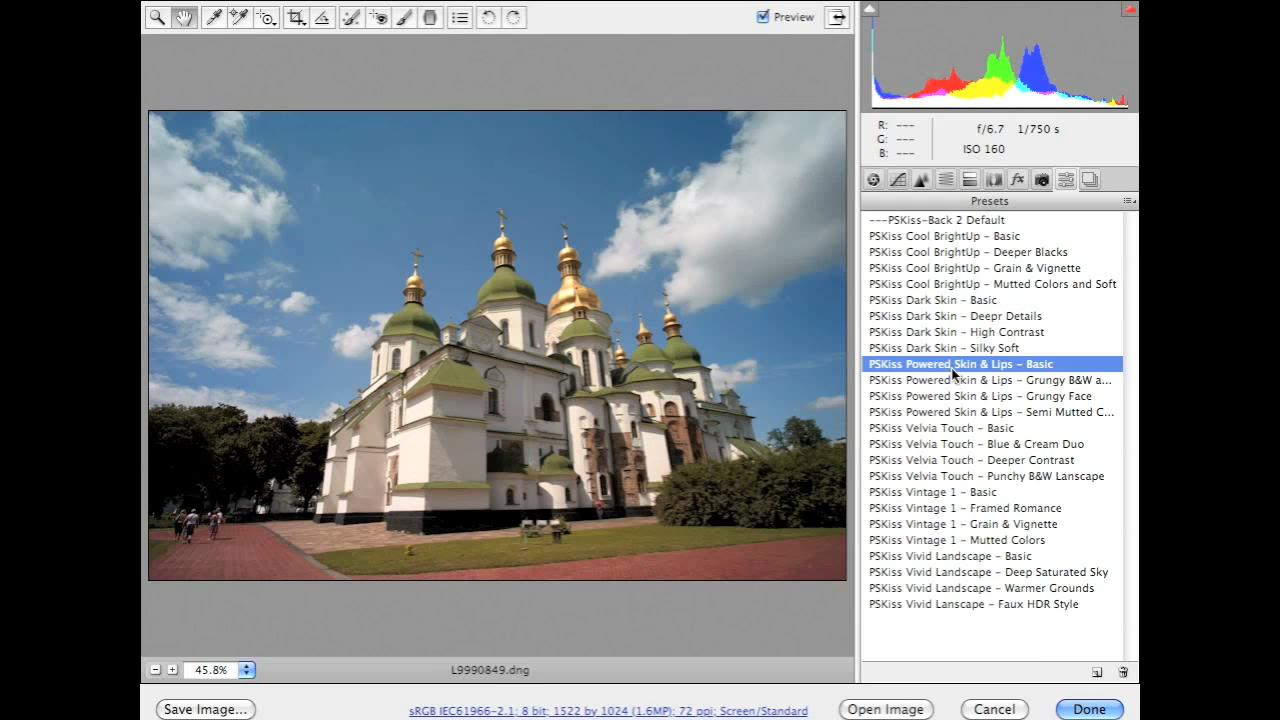 Preview
R: ---
G: ---
B: ---
f/6.7 1/750 s
ISO 160
Presets
---PSKiss-Back 2 Default
PSKiss Cool BrightUp - Basic
PSKiss Cool BrightUp - Deeper Blacks
PSKiss Cool BrightUp - Grain & Vignette
PSKiss Cool BrightUp - Mutted Colors and Soft
PSKiss Dark Skin - Basic
PSKiss Dark Skin - Deepr Details
PSKiss Dark Skin - High Contrast
PSKiss Dark Skin - Silky Soft
PSKiss Powered Skin & Lips - Basic
PSKiss Powered Skin & Lips - Grungy B&W a...
PSKiss Powered Skin & Lips - Grungy Face
PSKiss Powered Skin & Lips - Semi Mutted C...
PSKiss Velvia Touch - Basic
PSKiss Velvia Touch - Blue & Cream Duo
PSKiss Velvia Touch - Deeper Contrast
PSKiss Velvia Touch - Punchy B&W Lanscape
PSKiss Vintage 1 - Basic
PSKiss Vintage 1 - Framed Romance
PSKiss Vintage 1 - Grain & Vignette
PSKiss Vintage 1 - Mutted Colors
PSKiss Vivid Landscape - Basic
PSKiss Vivid Landscape - Deep Saturated Sky
PSKiss Vivid Landscape - Warmer Grounds
PSKiss Vivid Lanscape - Faux HDR Style
45.8%
L9990849.dng
Save Image...
sRGB IEC61966-2.1; 8 bit; 1522 by 1024 (1.6MP); 72 ppi; Screen/Standard
Open Image
Cancel
Done